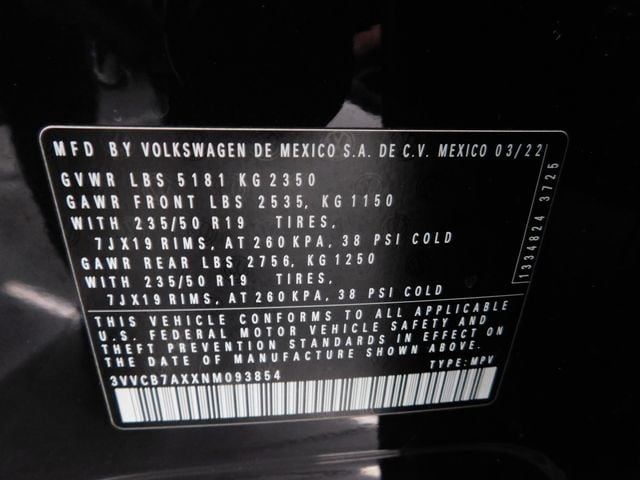 MFD BY VOLKSWAGEN DE MEXICO S.A. DE C.V. MEXICO 03/22
GVWR LBS 5181 KG 2350
GAWR FRONT LBS 2535, KG 1150
WITH 235/50 R19 TIRES,
7JX19 RIMS, AT 260 KPA, 38 PSI COLD
GAWR REAR LBS 2756, KG 1250
WITH 235/50 R19 TIRES,
7JX19 RIMS, AT 260 KPA, 38 PSI COLD
1334824 3725
THIS VEHICLE CONFORMS TO ALL APPLICABLE
U.S. FEDERAL MOTOR VEHICLE SAFETY AND
THEFT PREVENTION STANDARDS IN EFFECT ON
THE DATE OF MANUFACTURE SHOWN ABOVE.
3VVCB7AXXNM093854 TYPE: MPV